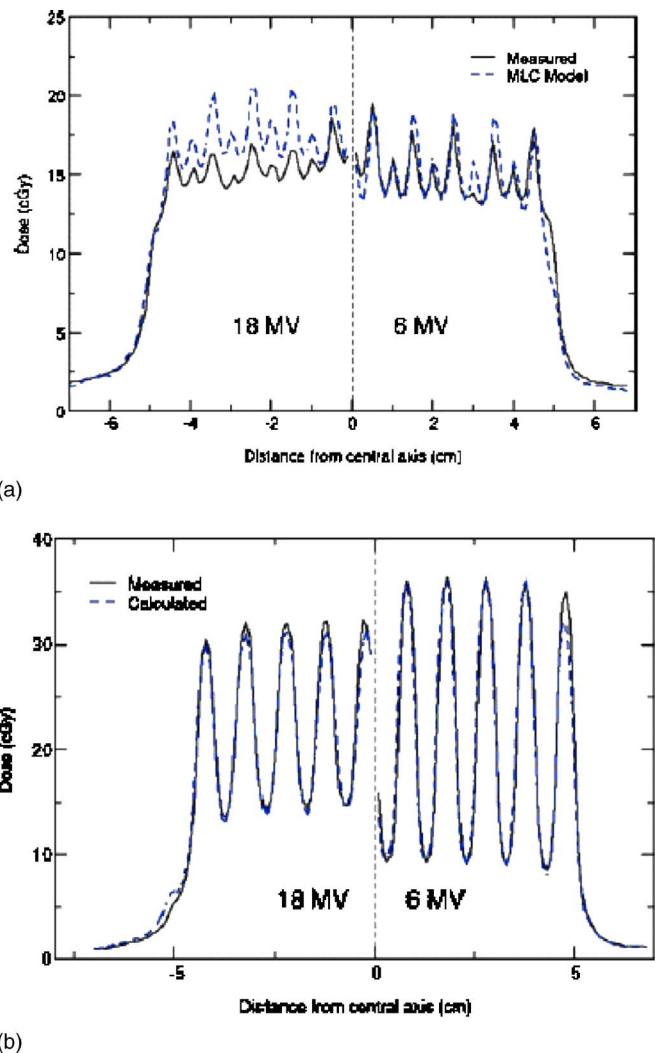 25
20
15
10
5
0
Dose (cGy)
Measured
MLC Model
18 MV
6 MV
-6 -4 -2 0 2 4 6
Distance from central axis (cm)
(a)
40
30
20
10
0
Dose (cGy)
Measured
Calculated
18 MV
6 MV
-5 0 5
Distance from central axis (cm)
(b)